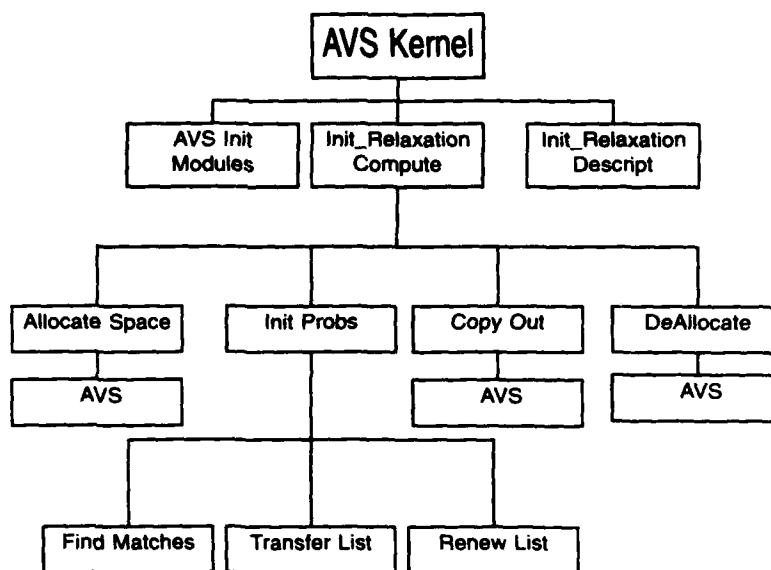 AVS Kernel
AVS Init
Modules
Init_Relaxation
Compute
Init_Relaxation
Descript
Allocate Space
Init Probs
Copy Out
DeAllocate
AVS
AVS
AVS
Find Matches
Transfer List
Renew List